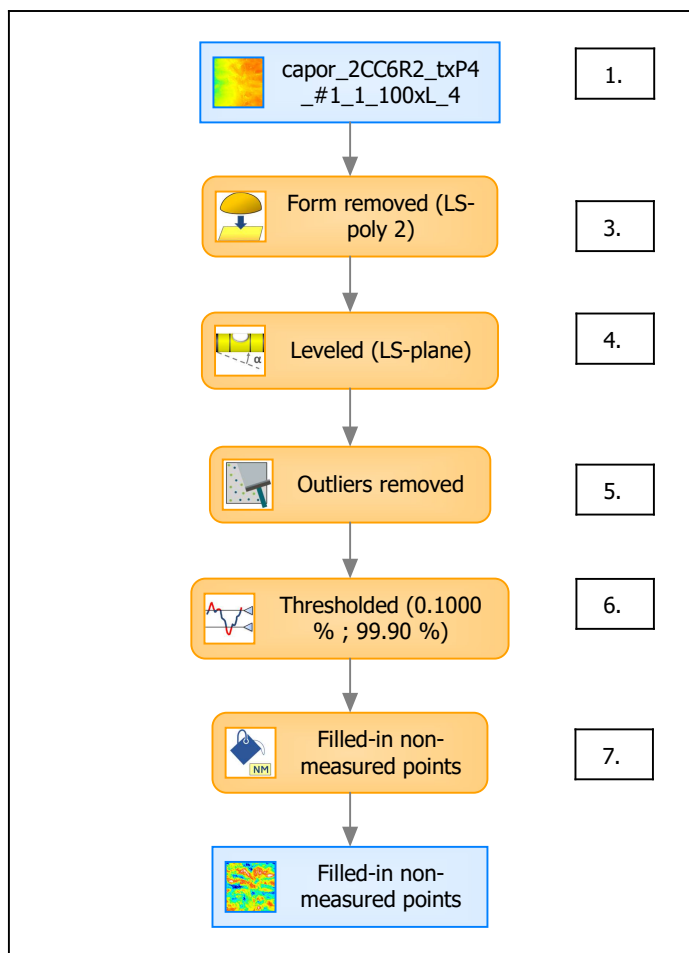 capor_2CC6R2_txP4
_#1_1_100xL_4
1.
Form removed (LS-
poly 2)
3.
α
Leveled (LS-plane)
4.
Outliers removed
5.
Thresholded (0.1000
% ; 99.90 %)
6.
NM
Filled-in non-
measured points
7.
Filled-in non-
measured points